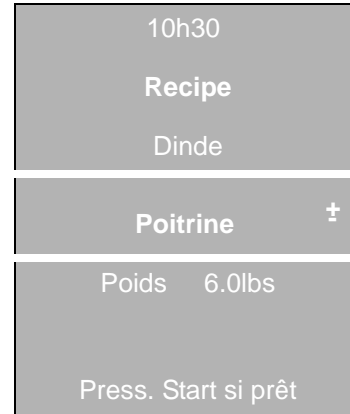 10h30
Recipe
Dinde
Poitrine ±
Poids 6.0lbs
Press. Start si prêt